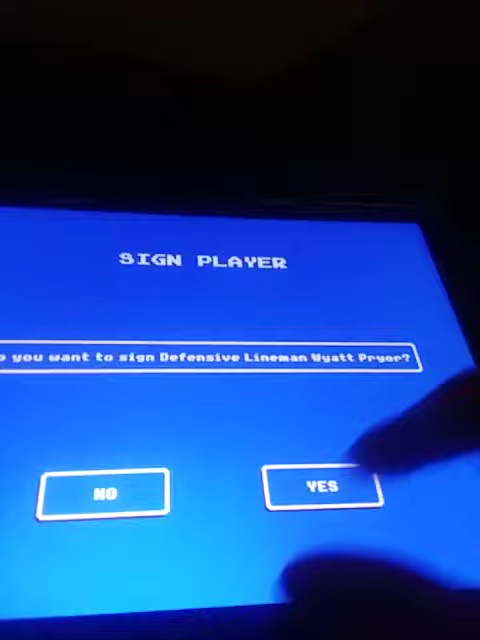 SIGN PLAYER
you want to sign Defensive Lineman Wyatt Pryor?
NO
YES